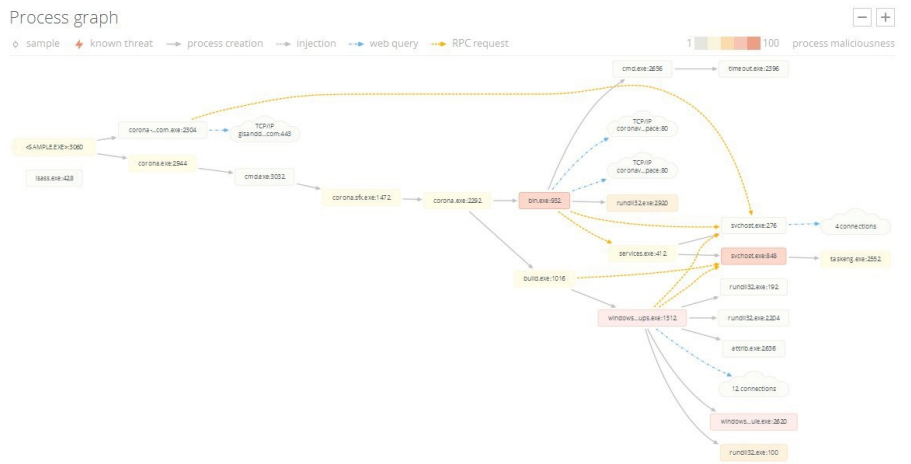 Process graph
sample
known threat
process creation
injection
web query
RPC request
1
100
process maliciousness
cmd.exe:2656
timeout.exe:2396
corona-...com.exe:2304
TCP/IP
gisandd...com:443
TCP/IP
coronav...pace:80
<SAMPLE.EXE>:3060
corona.exe:2944
TCP/IP
coronav...pace:80
lsass.exe:428
cmd.exe:3032
corona.sfx.exe:1472
corona.exe:2292
bin.exe:952
rundll32.exe:2920
svchost.exe:276
4 connections
services.exe:412
svchost.exe:848
taskeng.exe:2552
build.exe:1016
rundll32.exe:192
windows...ups.exe:1312
rundll32.exe:2204
attrib.exe:2636
12 connections
windows...ule.exe:2620
rundll32.exe:100